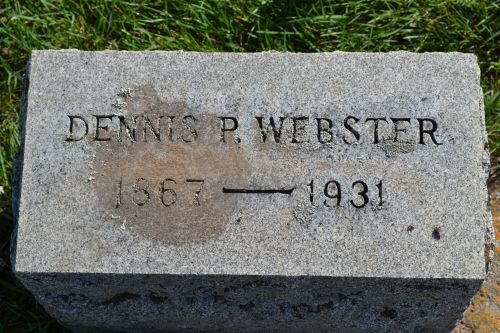 DENNIS P. WEBSTER
1867 — 1931